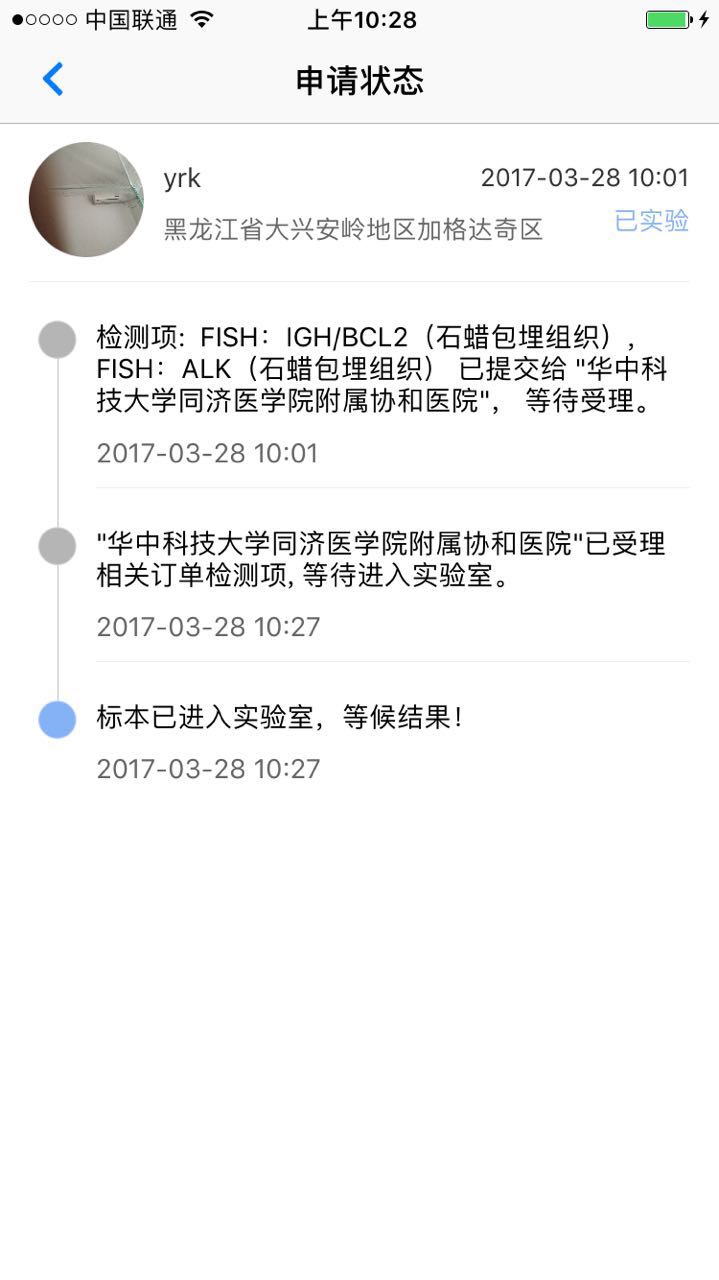 中国联通 上午10:28
申请状态
yrk 2017-03-28 10:01
黑龙江省大兴安岭地区加格达奇区 已实验
检测项: FISH：IGH/BCL2（石蜡包埋组织）,
FISH：ALK（石蜡包埋组织） 已提交给 "华中科
技大学同济医学院附属协和医院"， 等待受理。
2017-03-28 10:01
"华中科技大学同济医学院附属协和医院"已受理
相关订单检测项, 等待进入实验室。
2017-03-28 10:27
标本已进入实验室，等候结果！
2017-03-28 10:27